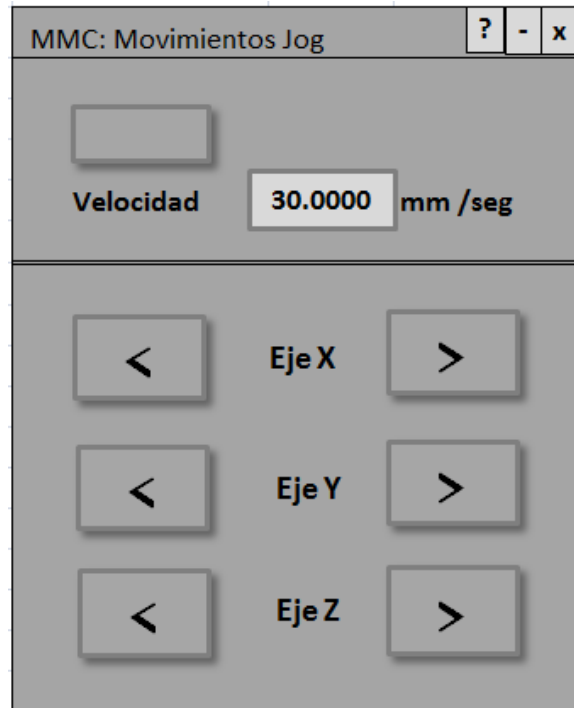 MMC: Movimientos Jog ? - x
Velocidad 30.0000 mm /seg
< Eje X >
< Eje Y >
< Eje Z >